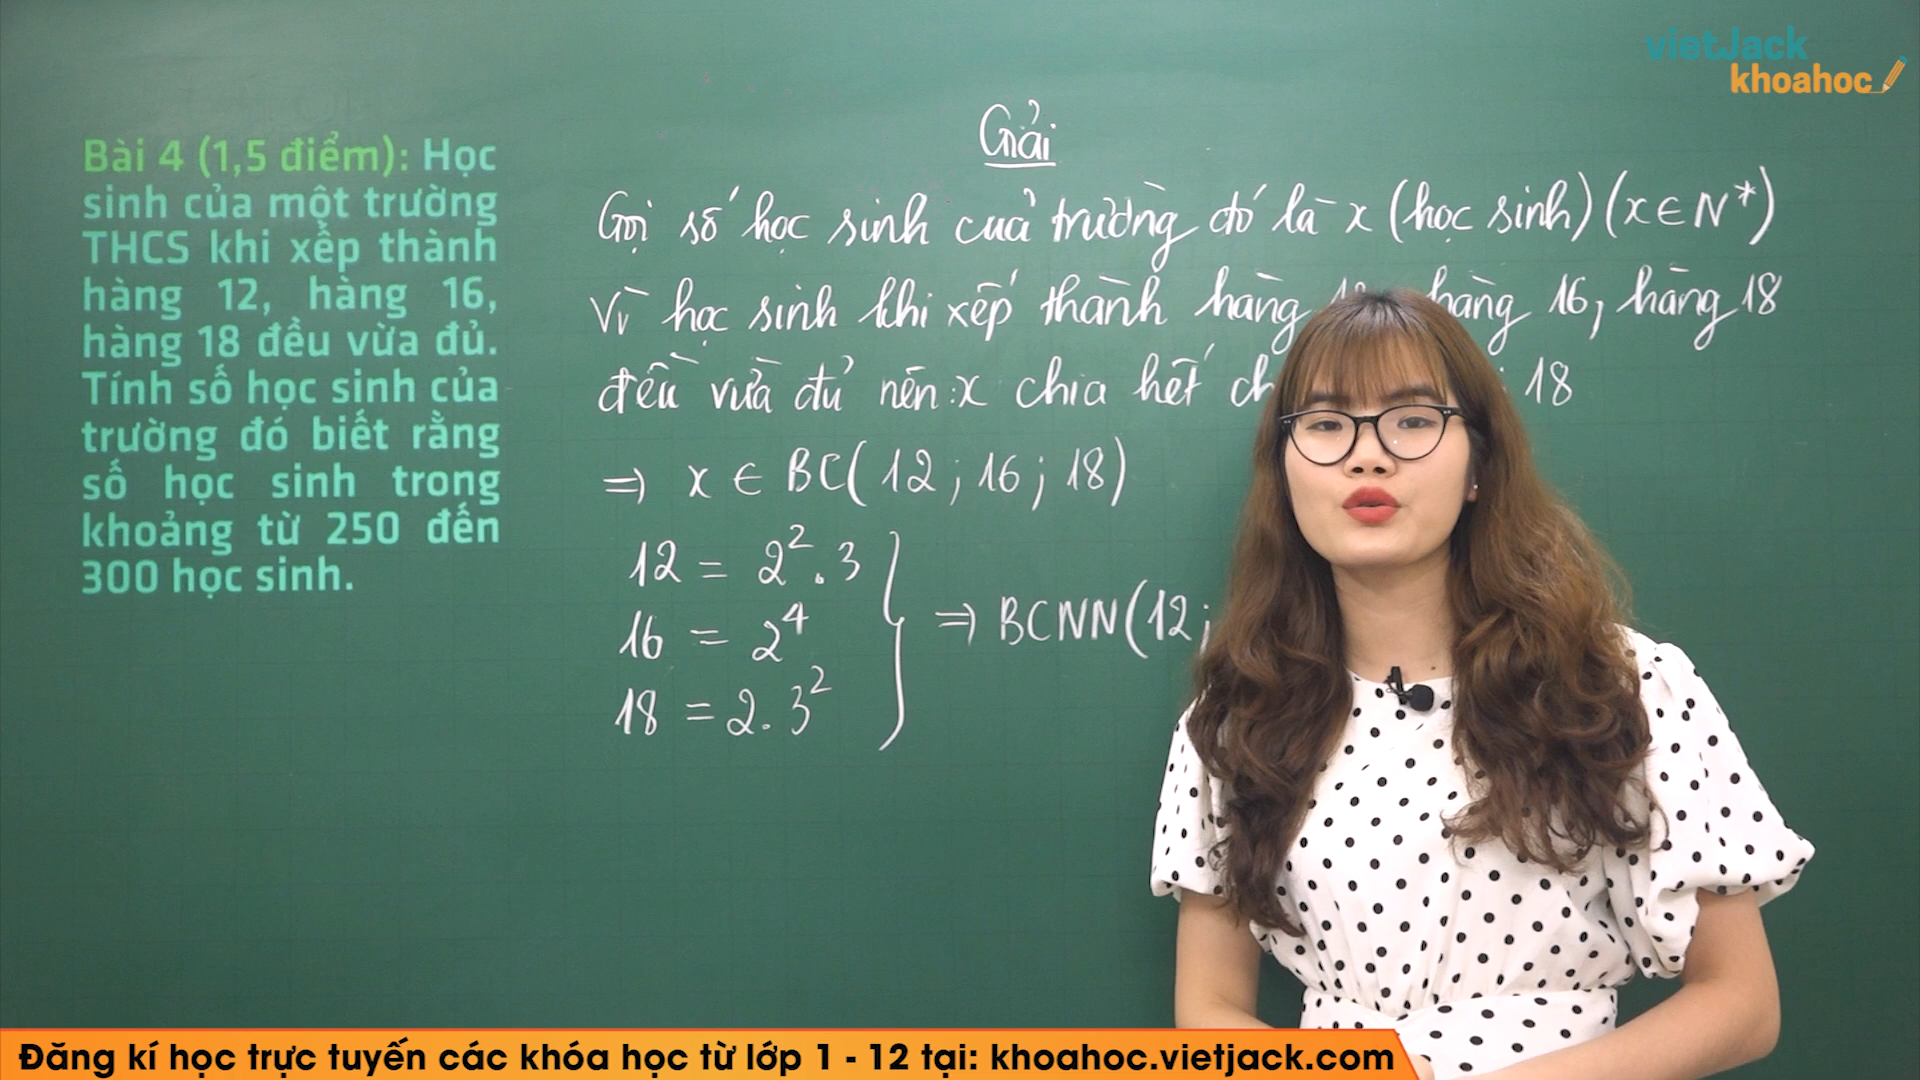 vietJack
khoahoc
Bài 4 (1,5 điểm): Học
sinh của một trường
THCS khi xếp thành
hàng 12, hàng 16,
hàng 18 đều vừa đủ.
Tính số học sinh của
trường đó biết rằng
số học sinh trong
khoảng từ 250 đến
300 học sinh.
Giải
Gọi số học sinh của trường đó là x (học sinh) (x ∈ N*)
Vì học sinh khi xếp thành hàng hàng 16, hàng 18
đều vừa đủ nên: x chia hết 18
=> x ∈ BC(12; 16; 18)
12 = 2².3
16 = 2⁴
18 = 2.3²
=> BCNN(12;
Đăng kí học trực tuyến các khóa học từ lớp 1 - 12 tại: khoahoc.vietjack.com